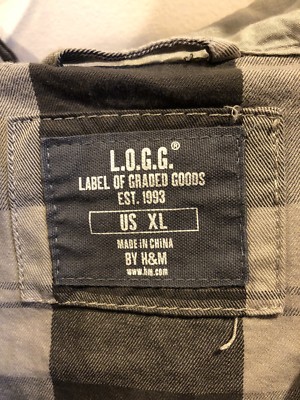 L.O.G.G.®
LABEL OF GRADED GOODS
EST. 1993
US XL
MADE IN CHINA
BY H&M
www.hm.com